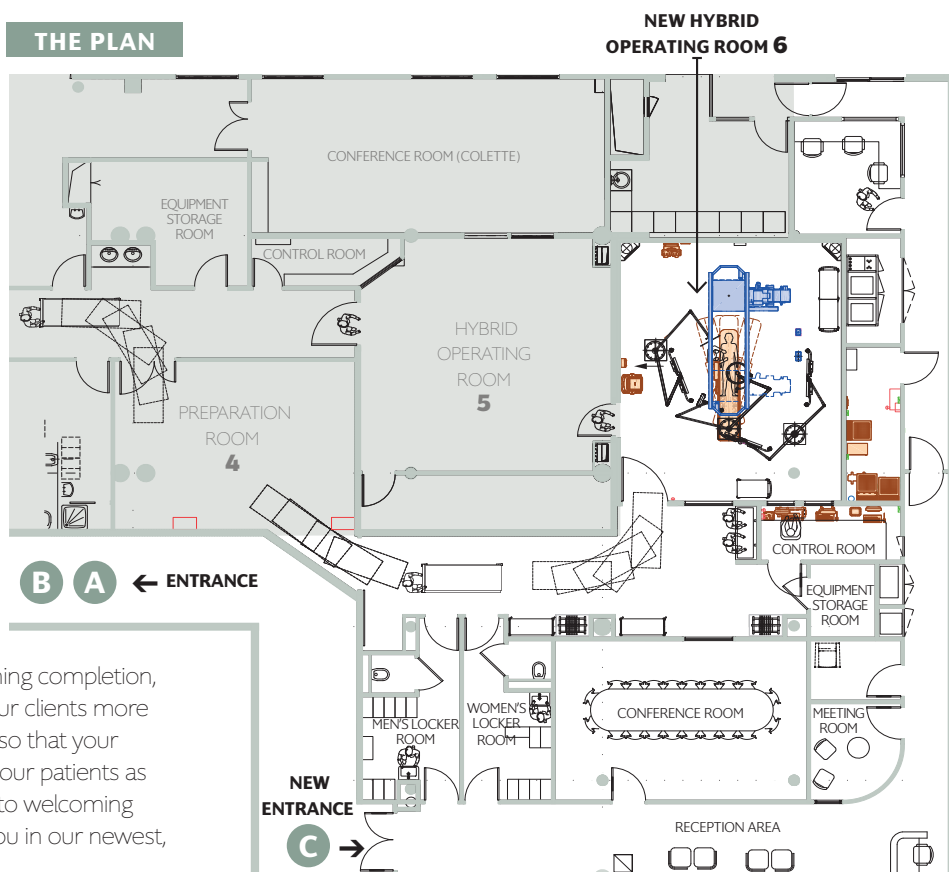 THE PLAN
NEW HYBRID
OPERATING ROOM 6
CONFERENCE ROOM (COLETTE)
EQUIPMENT
STORAGE
ROOM
CONTROL ROOM
HYBRID
OPERATING
ROOM
5
PREPARATION
ROOM
4
B A ← ENTRANCE
CONTROL ROOM
EQUIPMENT
STORAGE
ROOM
MEN'S LOCKER
ROOM
WOMEN'S
LOCKER
ROOM
CONFERENCE ROOM
MEETING
ROOM
NEW
ENTRANCE
C →
RECEPTION AREA
ning completion,
ur clients more
so that your
our patients as
to welcoming
ou in our newest,